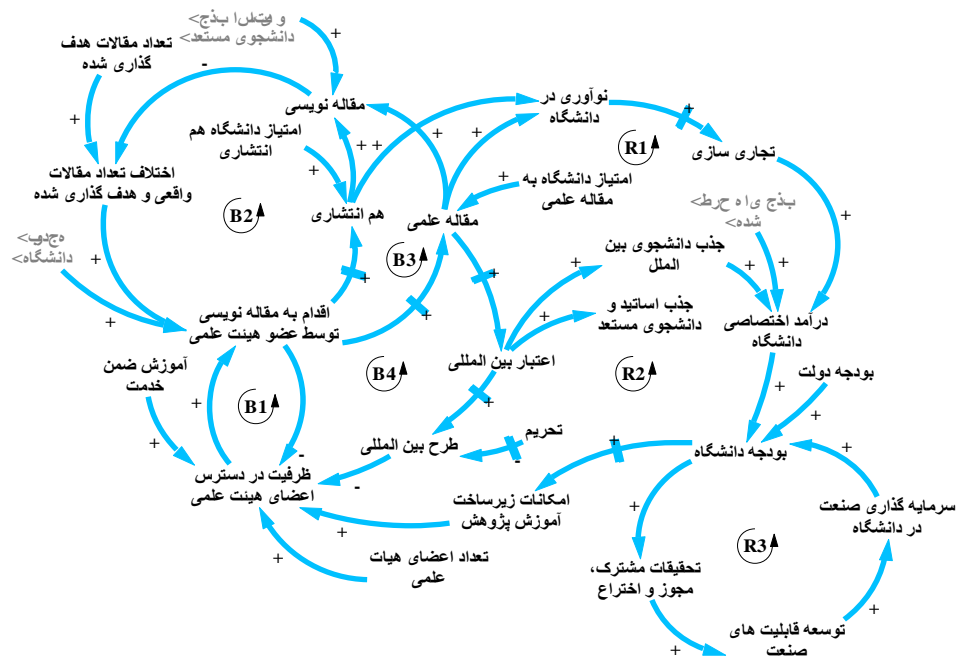 <بذج ا ساتید و
دانشجوی مستعد>
تعداد مقالات هدف
گذاری شده
+
-
مقاله نویسی
نوآوری در
دانشگاه
+
R1
تجاری سازی
+
امتیاز دانشگاه هم
انتشاری
+ +
+
+
+
اختلاف تعداد مقالات
واقعی و هدف گذاری شده
+
امتیاز دانشگاه به
مقاله علمی
+
B2
هم انتشاری
مقاله علمی
<شده>
+
جذب دانشجوی بین
الملل
B3
+
+
+
+
+
<دانشگاه>
+
+
جذب اساتید و
دانشجوی مستعد
+
اقدام به مقاله نویسی
توسط عضو هیئت علمی
+
درآمد اختصاصی
دانشگاه
اعتبار بین المللی
B4
R2
آموزش ضمن
خدمت
بودجه دولت
+
B1
+
+
+
تحریم
+
طرح بین المللی
-
+
بودجه دانشگاه
+
+
-
-
ظرفیت در دسترس
اعضای هیئت علمی
امکانات زیرساخت
آموزش پژوهش
سرمایه گذاری صنعت
در دانشگاه
+
+
R3
تعداد اعضای هیات
علمی
+
تحقیقات مشترک،
مجوز و اختراع
توسعه قابلیت های
صنعت
+
+